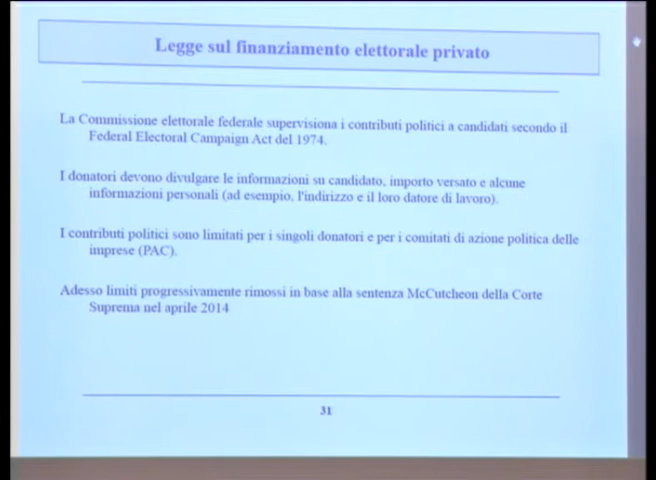 Legge sul finanziamento elettorale privato
La Commissione elettorale federale supervisiona i contributi politici a candidati secondo il
Federal Electoral Campaign Act del 1974.
I donatori devono divulgare le informazioni su candidato, importo versato e alcune
informazioni personali (ad esempio, l'indirizzo e il loro datore di lavoro).
I contributi politici sono limitati per i singoli donatori e per i comitati di azione politica delle
imprese (PAC).
Adesso limiti progressivamente rimossi in base alla sentenza McCutcheon della Corte
Suprema nel aprile 2014
31